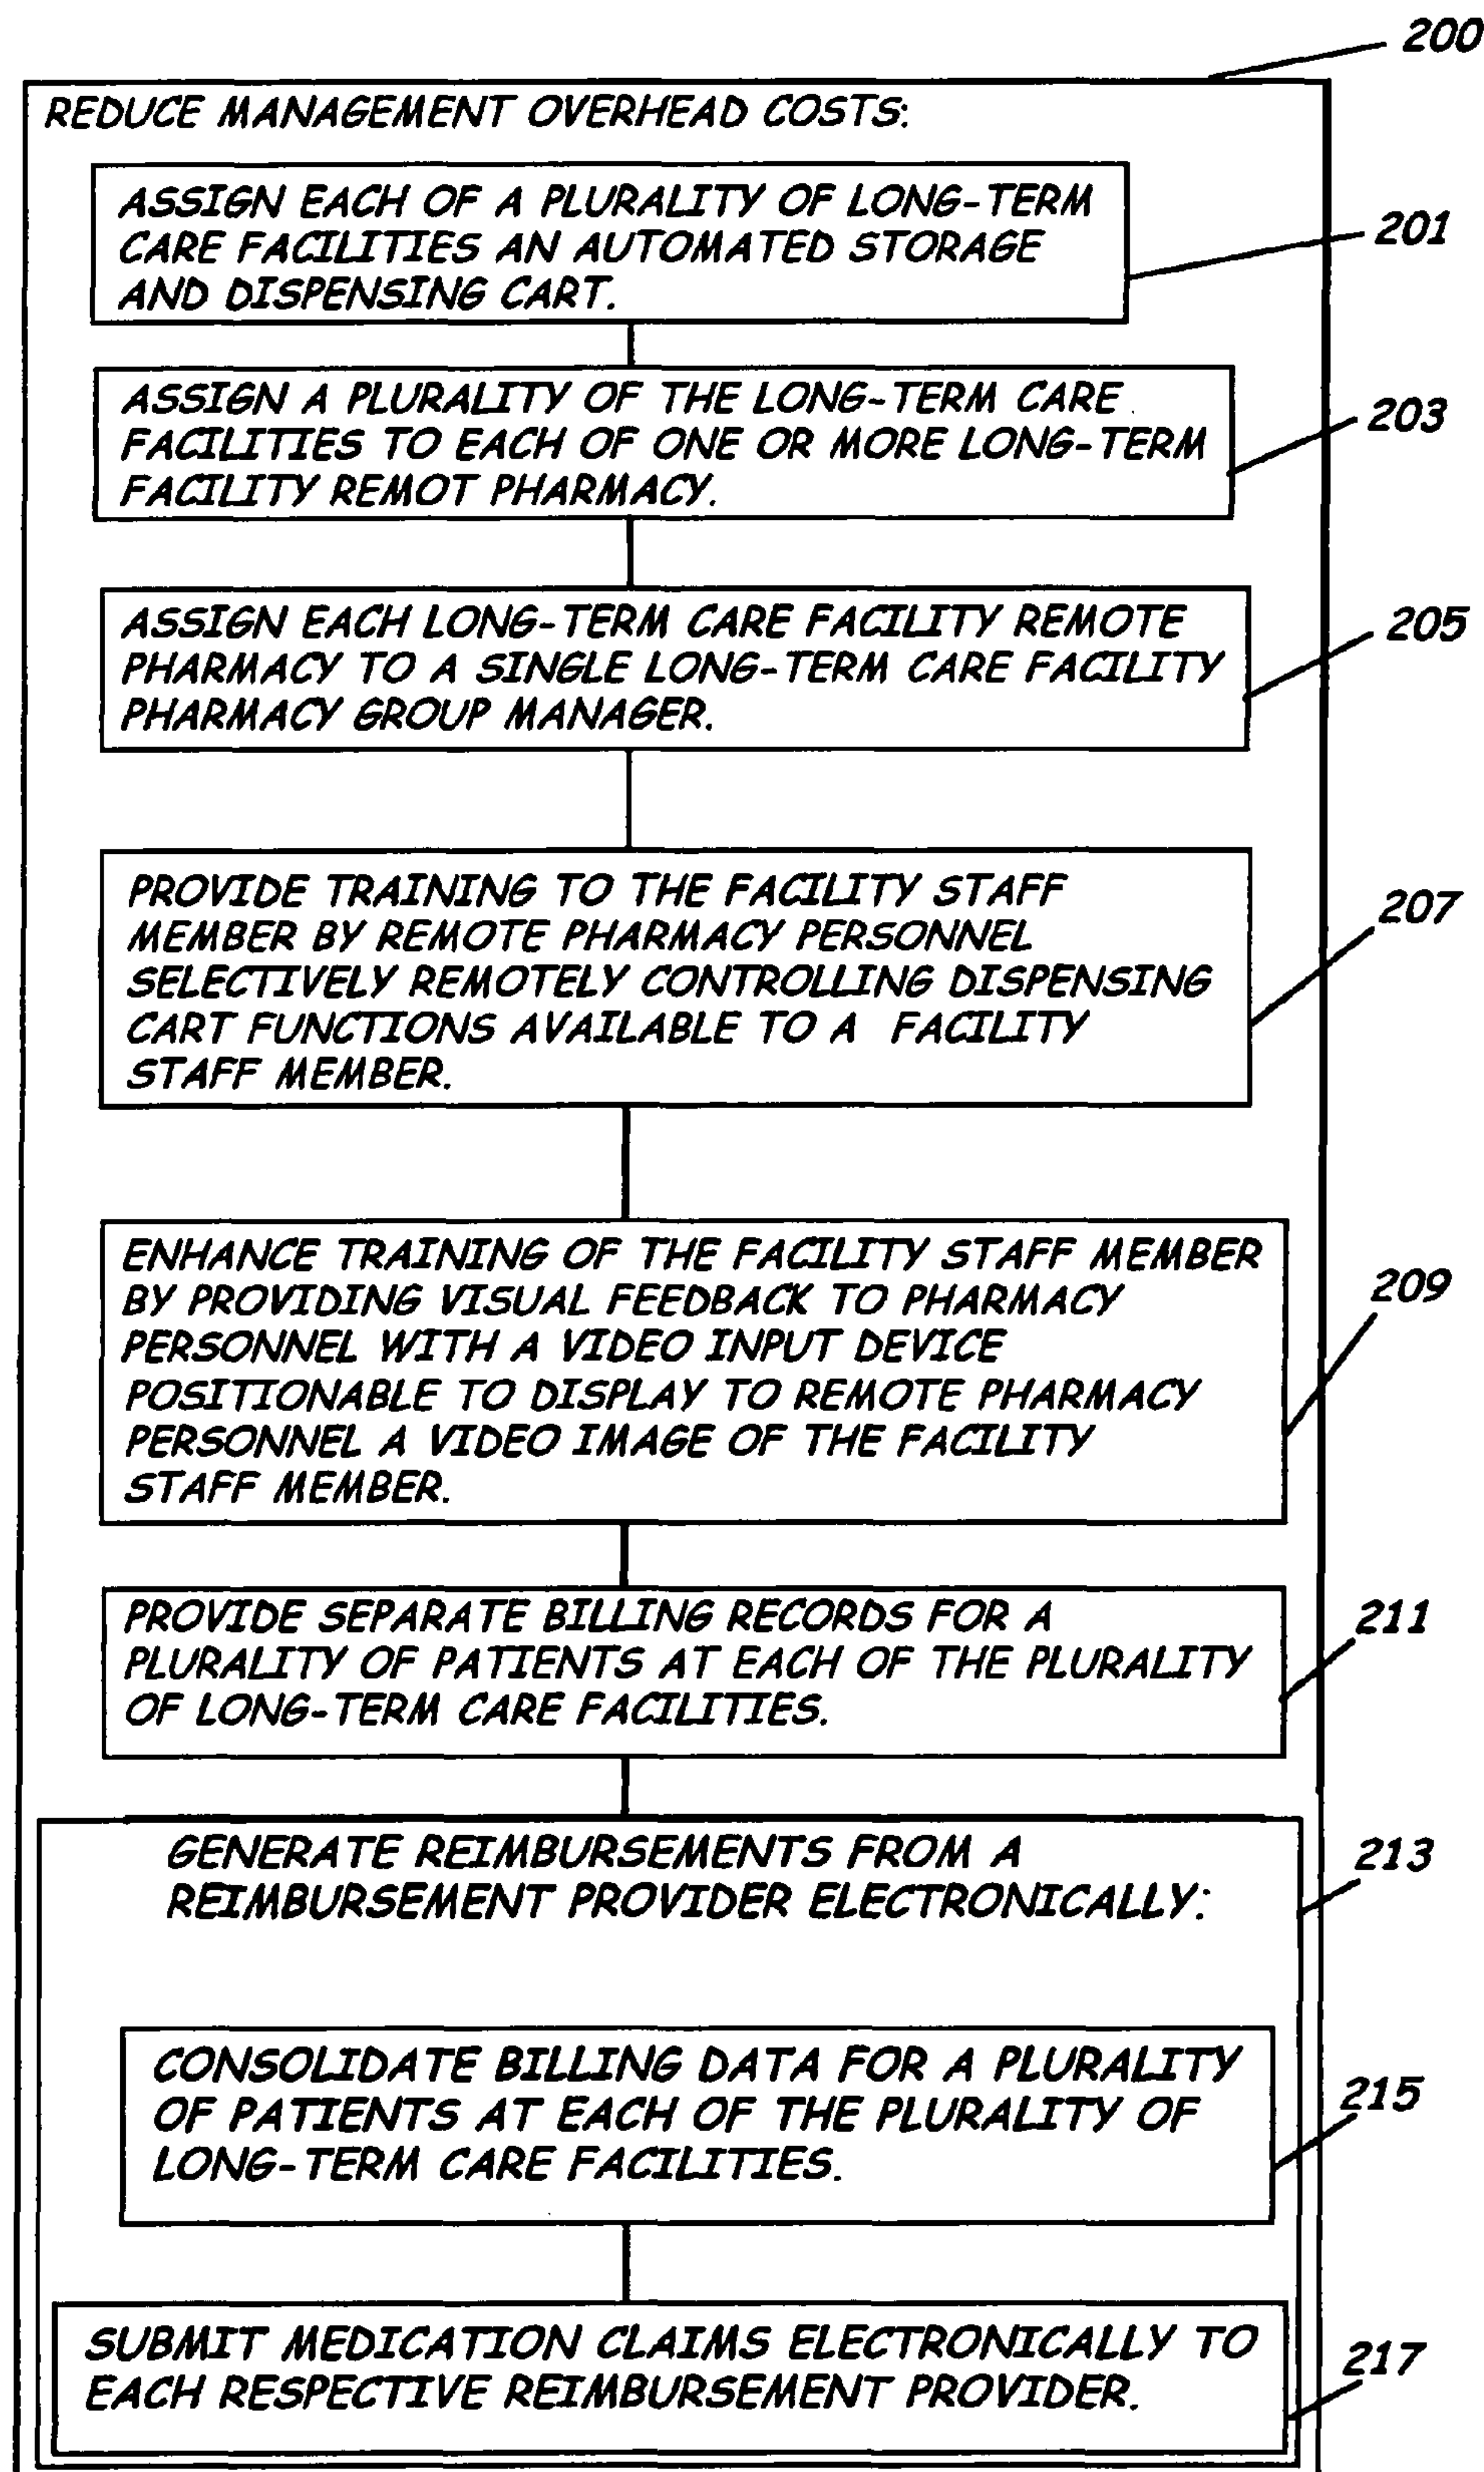 200
REDUCE MANAGEMENT OVERHEAD COSTS:
ASSIGN EACH OF A PLURALITY OF LONG-TERM
CARE FACILITIES AN AUTOMATED STORAGE
AND DISPENSING CART.
201
ASSIGN A PLURALITY OF THE LONG-TERM CARE
FACILITIES TO EACH OF ONE OR MORE LONG-TERM
FACILITY REMOT PHARMACY.
203
ASSIGN EACH LONG-TERM CARE FACILITY REMOTE
PHARMACY TO A SINGLE LONG-TERM CARE FACILITY
PHARMACY GROUP MANAGER.
205
PROVIDE TRAINING TO THE FACILITY STAFF
MEMBER BY REMOTE PHARMACY PERSONNEL
SELECTIVELY REMOTELY CONTROLLING DISPENSING
CART FUNCTIONS AVAILABLE TO A FACILITY
STAFF MEMBER.
207
ENHANCE TRAINING OF THE FACILITY STAFF MEMBER
BY PROVIDING VISUAL FEEDBACK TO PHARMACY
PERSONNEL WITH A VIDEO INPUT DEVICE
POSITIONABLE TO DISPLAY TO REMOTE PHARMACY
PERSONNEL A VIDEO IMAGE OF THE FACILITY
STAFF MEMBER.
209
PROVIDE SEPARATE BILLING RECORDS FOR A
PLURALITY OF PATIENTS AT EACH OF THE PLURALITY
OF LONG-TERM CARE FACILITIES.
211
GENERATE REIMBURSEMENTS FROM A
REIMBURSEMENT PROVIDER ELECTRONICALLY:
213
CONSOLIDATE BILLING DATA FOR A PLURALITY
OF PATIENTS AT EACH OF THE PLURALITY OF
LONG-TERM CARE FACILITIES.
215
SUBMIT MEDICATION CLAIMS ELECTRONICALLY TO
EACH RESPECTIVE REIMBURSEMENT PROVIDER.
217